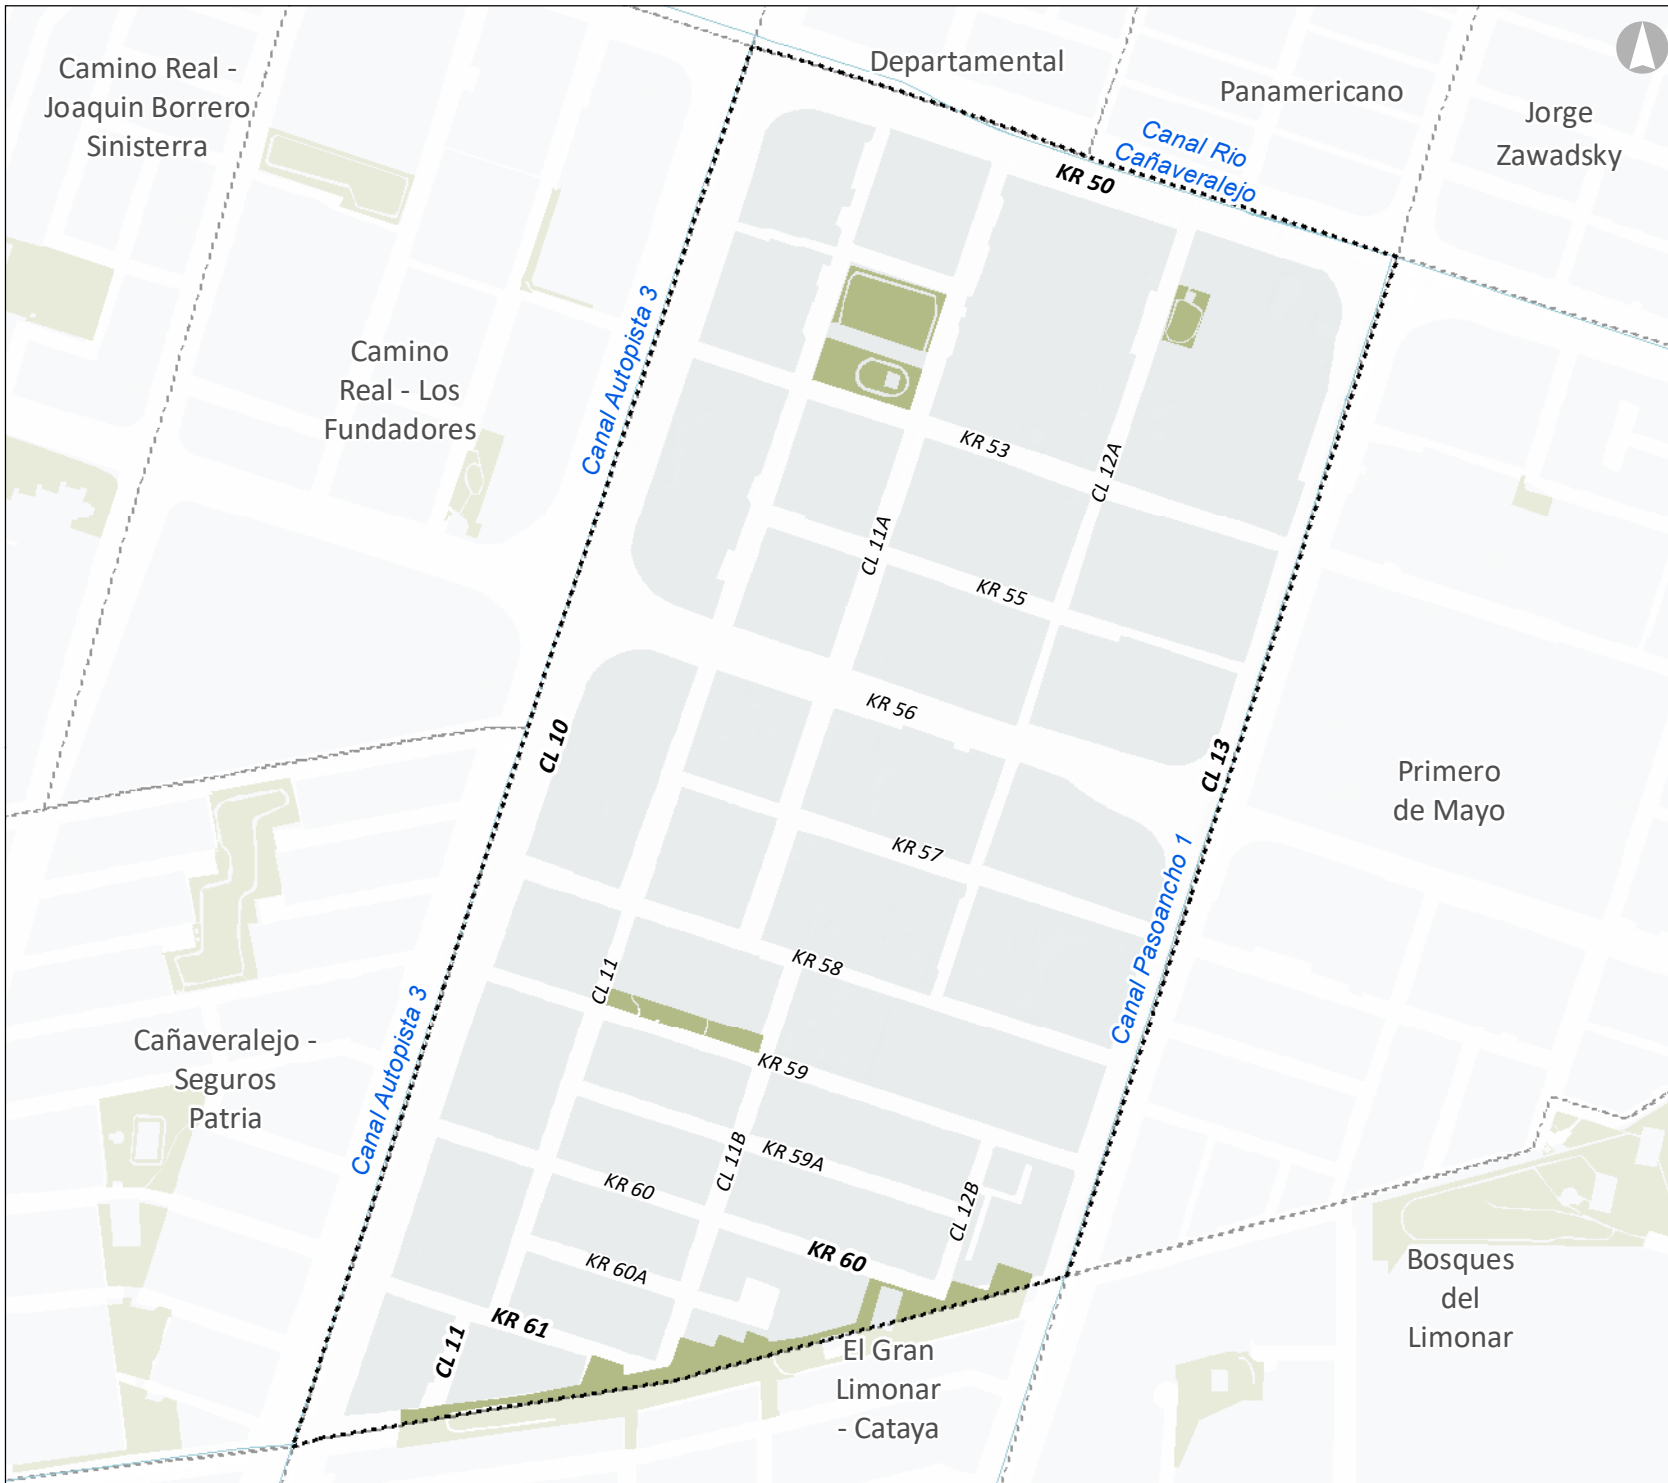 Camino Real -
Joaquin Borrero
Sinisterra
Departamental
Panamericano
Jorge
Zawadsky
Canal Rio
Cañaveralejo
KR 50
Camino
Real - Los
Fundadores
Canal Autopista 3
KR 53
CL 12A
CL 11A
KR 55
KR 56
CL 10
CL 13
Primero
de Mayo
KR 57
Canal Pasoancho 1
KR 58
CL 11
Cañaveralejo -
Seguros
Patria
Canal Autopista 3
KR 59
KR 59A
CL 11B
KR 60
CL 12B
KR 60
KR 60A
KR 61
CL 11
Bosques
del
Limonar
El Gran
Limonar
- Cataya